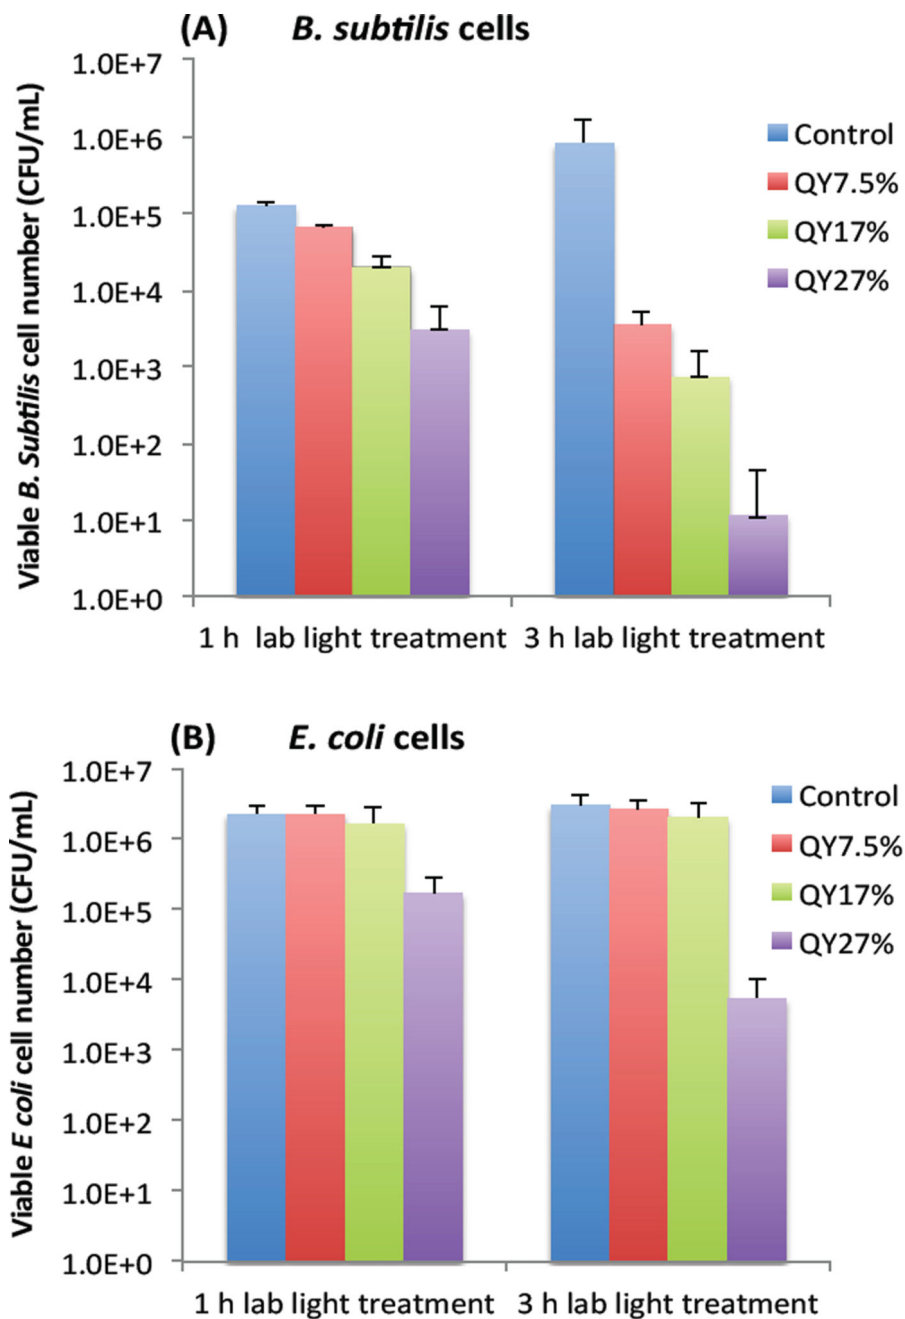 (A) B. subtilis cells
Viable B. Subtilis cell number (CFU/mL)
1.0E+7
1.0E+6
1.0E+5
1.0E+4
1.0E+3
1.0E+2
1.0E+1
1.0E+0
Control
QY7.5%
QY17%
QY27%
1 h lab light treatment
3 h lab light treatment
(B) E. coli cells
Viable E coli cell number (CFU/mL)
1.0E+7
1.0E+6
1.0E+5
1.0E+4
1.0E+3
1.0E+2
1.0E+1
1.0E+0
Control
QY7.5%
QY17%
QY27%
1 h lab light treatment
3 h lab light treatment